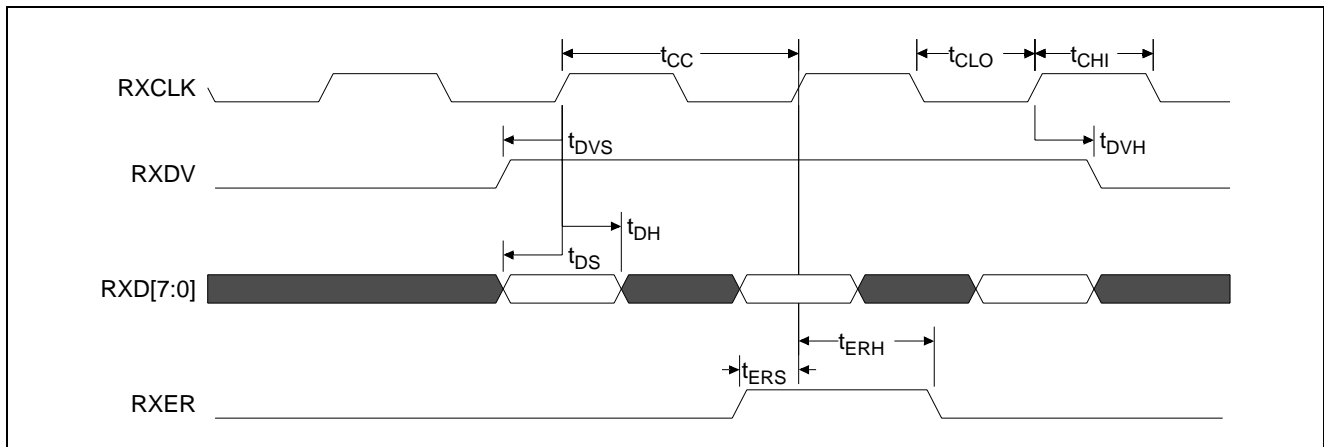 tCC
tCLO
tCHI
RXCLK
tDVS
tDVH
RXDV
tDH
tDS
RXD[7:0]
tERH
tERS
RXER